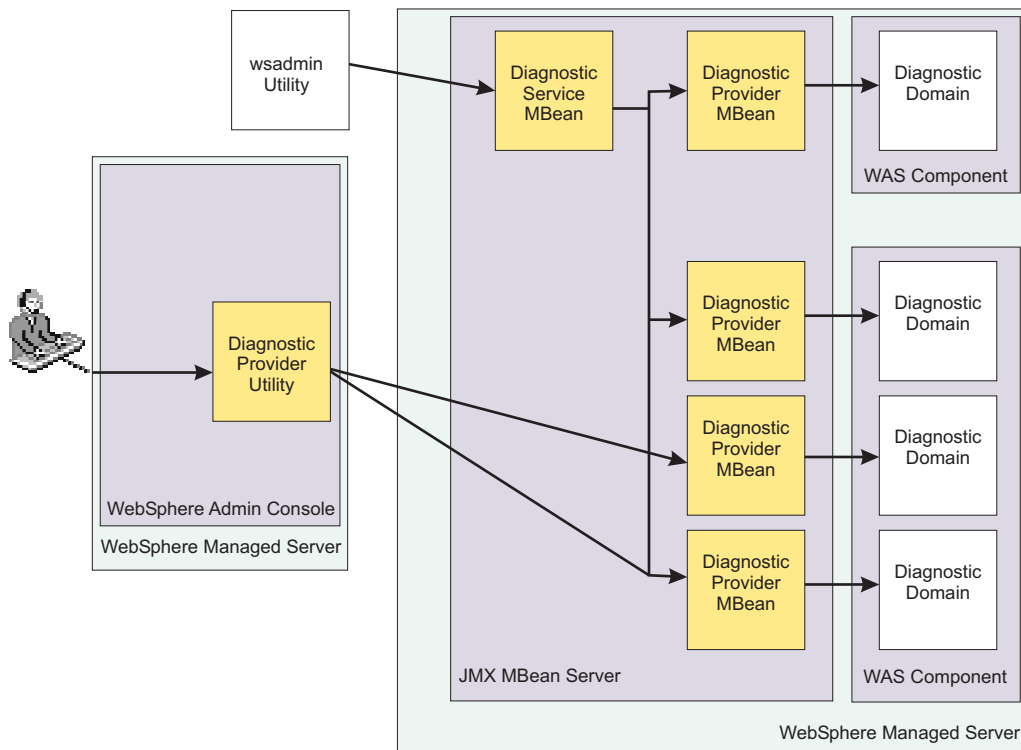 wsadmin
Utility
Diagnostic
Service
MBean
Diagnostic
Provider
MBean
Diagnostic
Domain
WAS Component
Diagnostic
Provider
MBean
Diagnostic
Domain
Diagnostic
Provider
Utility
Diagnostic
Provider
MBean
Diagnostic
Domain
WebSphere Admin Console
WebSphere Managed Server
Diagnostic
Provider
MBean
Diagnostic
Domain
JMX MBean Server
WAS Component
WebSphere Managed Server